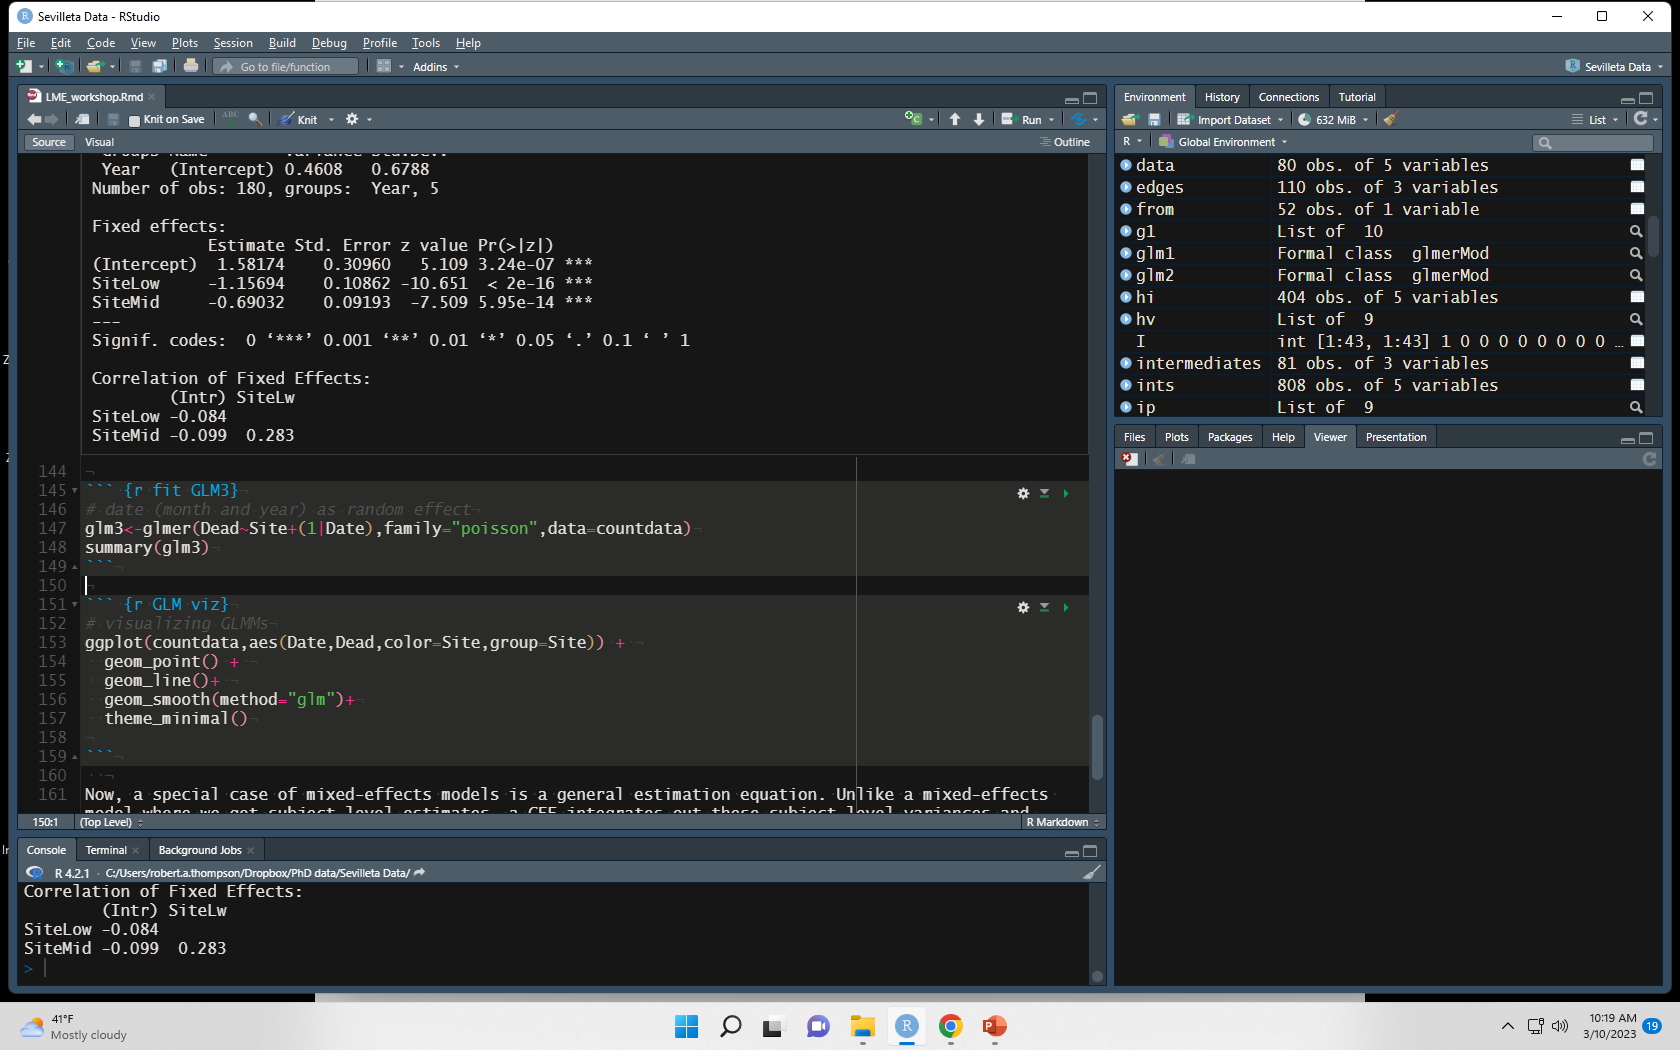 Sevilleta Data - RStudio
File Edit Code View Plots Session Build Debug Profile Tools Help
Go to file/function Addins Sevilleta Data
LME_workshop.Rmd
Knit on Save ABC Knit Run
Source Visual Outline
Year (Intercept) 0.4608 0.6788
Number of obs: 180, groups: Year, 5
Fixed effects:
Estimate Std. Error z value Pr(>|z|)
(Intercept) 1.58174 0.30960 5.109 3.24e-07 ***
SiteLow -1.15694 0.10862 -10.651 < 2e-16 ***
SiteMid -0.69032 0.09193 -7.509 5.95e-14 ***
---
Signif. codes: 0 ‘***’ 0.001 ‘**’ 0.01 ‘*’ 0.05 ‘.’ 0.1 ‘ ’ 1
Correlation of Fixed Effects:
(Intr) SiteLw
SiteLow -0.084
SiteMid -0.099 0.283
144
145 ``` {r fit GLM3}
146 # date (month and year) as random effect
147 glm3<-glmer(Dead~Site+(1|Date),family="poisson",data=countdata)
148 summary(glm3)
149 ```
150
151 ``` {r GLM viz}
152 # visualizing GLMMs
153 ggplot(countdata,aes(Date,Dead,color=Site,group=Site)) +
154 geom_point() +
155 geom_line()+
156 geom_smooth(method="glm")+
157 theme_minimal()
158
159 ```
160
161 Now, a special case of mixed-effects models is a general estimation equation. Unlike a mixed-effects
150:1 (Top Level) R Markdown
Console Terminal Background Jobs
R 4.2.1 · C:/Users/robert.a.thompson/Dropbox/PhD data/Sevilleta Data/
Correlation of Fixed Effects:
(Intr) SiteLw
SiteLow -0.084
SiteMid -0.099 0.283
>
Environment History Connections Tutorial
Import Dataset 632 MiB List
R Global Environment
data 80 obs. of 5 variables
edges 110 obs. of 3 variables
from 52 obs. of 1 variable
g1 List of 10
glm1 Formal class glmerMod
glm2 Formal class glmerMod
hi 404 obs. of 5 variables
hv List of 9
I int [1:43, 1:43] 1 0 0 0 0 0 0 0 0 …
intermediates 81 obs. of 3 variables
ints 808 obs. of 5 variables
ip List of 9
Files Plots Packages Help Viewer Presentation
41°F
Mostly cloudy
10:19 AM
3/10/2023
19